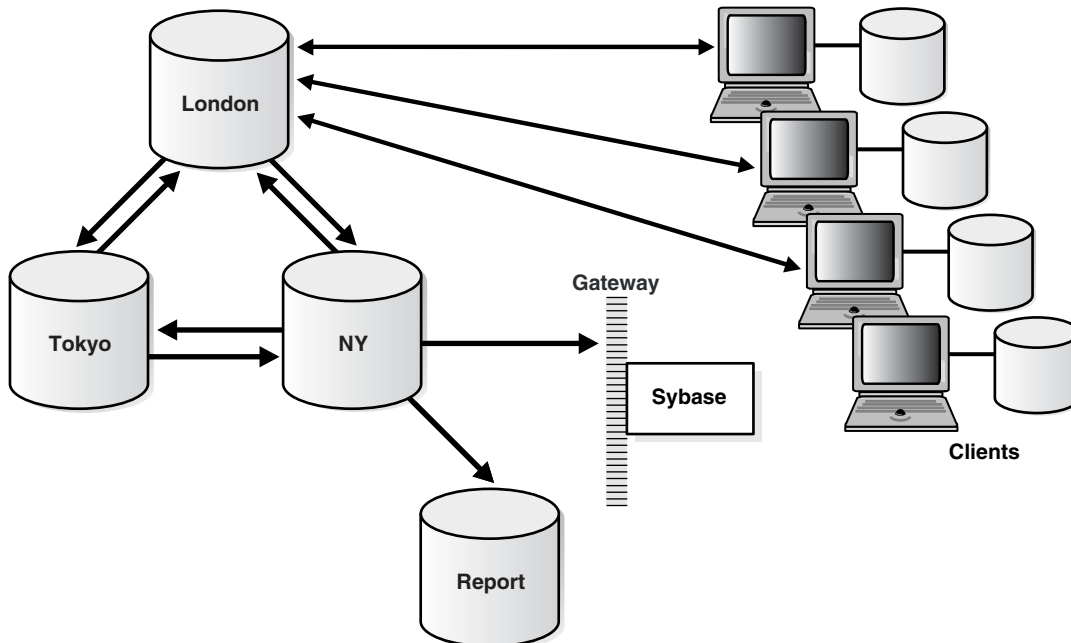 London
Gateway
Tokyo
NY
Sybase
Clients
Report